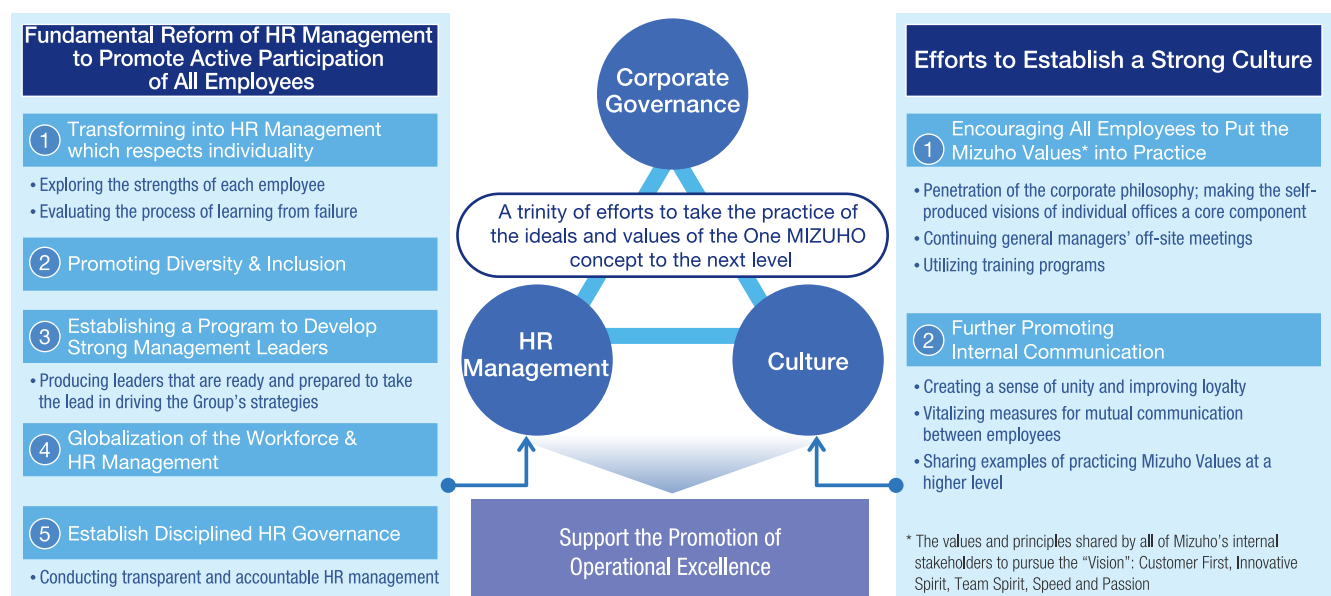 Fundamental Reform of HR Management
to Promote Active Participation
of All Employees
1 Transforming into HR Management
which respects individuality
• Exploring the strengths of each employee
• Evaluating the process of learning from failure
2 Promoting Diversity & Inclusion
3 Establishing a Program to Develop
Strong Management Leaders
• Producing leaders that are ready and prepared to take
the lead in driving the Group's strategies
4 Globalization of the Workforce &
HR Management
5 Establish Disciplined HR Governance
• Conducting transparent and accountable HR management
Corporate
Governance
A trinity of efforts to take the practice of
the ideals and values of the One MIZUHO
concept to the next level
HR
Management
Culture
Support the Promotion of
Operational Excellence
Efforts to Establish a Strong Culture
1 Encouraging All Employees to Put the
Mizuho Values* into Practice
• Penetration of the corporate philosophy; making the self-
produced visions of individual offices a core component
• Continuing general managers' off-site meetings
• Utilizing training programs
2 Further Promoting
Internal Communication
• Creating a sense of unity and improving loyalty
• Vitalizing measures for mutual communication
between employees
• Sharing examples of practicing Mizuho Values at a
higher level
* The values and principles shared by all of Mizuho's internal
stakeholders to pursue the “Vision”: Customer First, Innovative
Spirit, Team Spirit, Speed and Passion